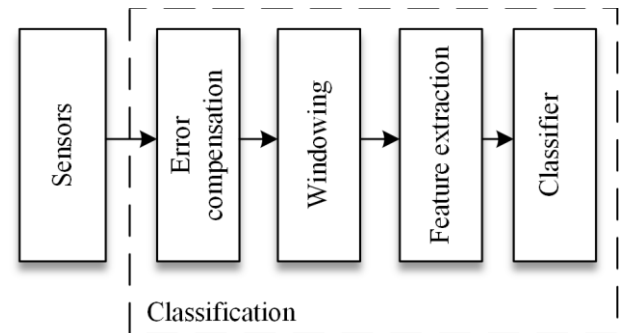 Sensors
Error
compensation
Windowing
Feature extraction
Classifier
Classification